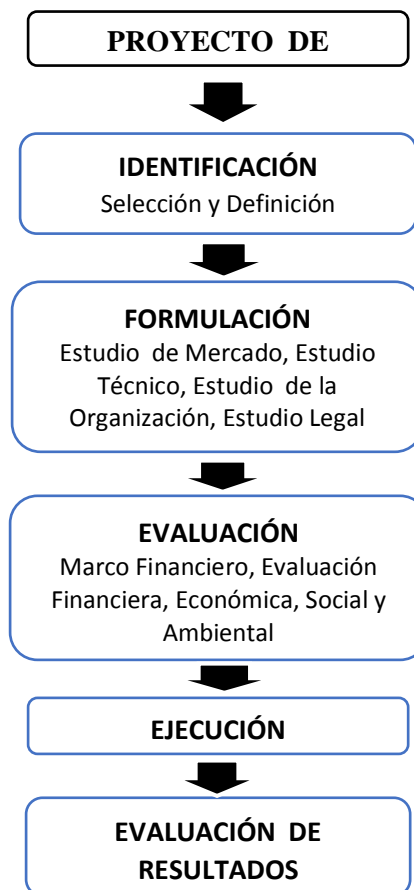 PROYECTO DE
IDENTIFICACIÓN
Selección y Definición
FORMULACIÓN
Estudio de Mercado, Estudio
Técnico, Estudio de la
Organización, Estudio Legal
EVALUACIÓN
Marco Financiero, Evaluación
Financiera, Económica, Social y
Ambiental
EJECUCIÓN
EVALUACIÓN DE
RESULTADOS